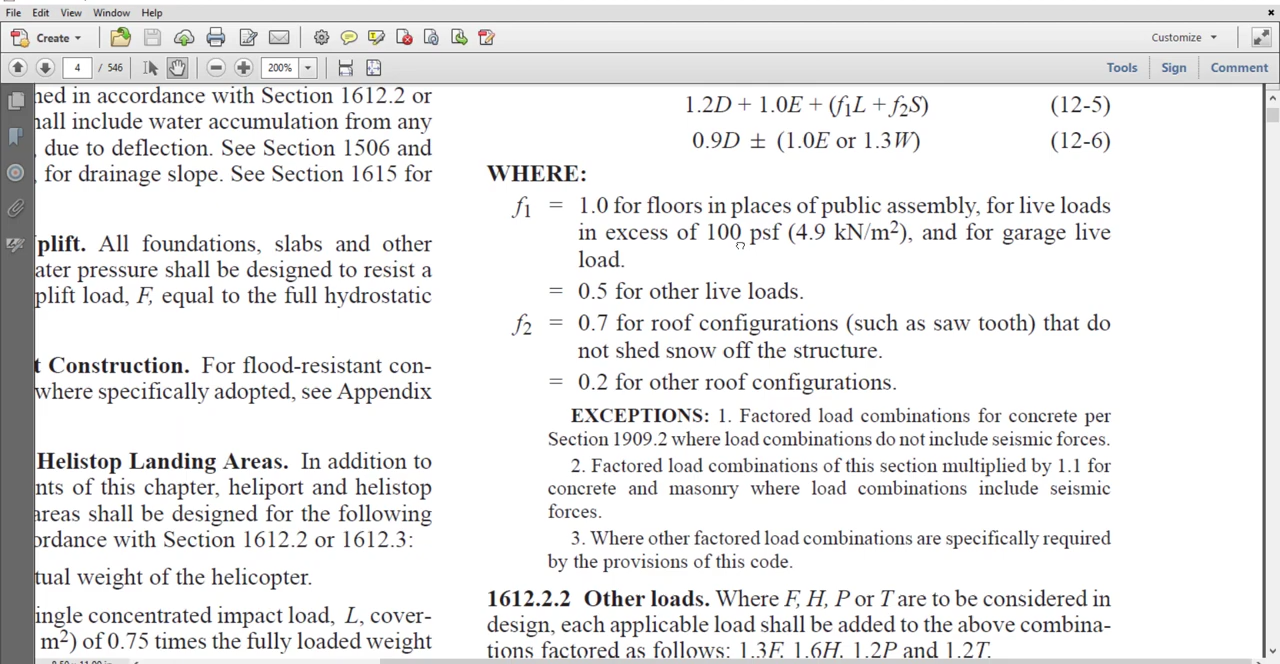 File Edit View Window Help
Create
Customize
4 / 546
200%
Tools Sign Comment
ned in accordance with Section 1612.2 or
hall include water accumulation from any
, due to deflection. See Section 1506 and
, for drainage slope. See Section 1615 for
plift. All foundations, slabs and other
ater pressure shall be designed to resist a
plift load, F, equal to the full hydrostatic
t Construction. For flood-resistant con-
where specifically adopted, see Appendix
Helistop Landing Areas. In addition to
nts of this chapter, heliport and helistop
areas shall be designed for the following
ordance with Section 1612.2 or 1612.3:
tual weight of the helicopter.
ingle concentrated impact load, L, cover-
m²) of 0.75 times the fully loaded weight
1.2D + 1.0E + (f₁L + f₂S) (12-5)
0.9D ± (1.0E or 1.3W) (12-6)
WHERE:
f₁ = 1.0 for floors in places of public assembly, for live loads
in excess of 100 psf (4.9 kN/m²), and for garage live
load.
= 0.5 for other live loads.
f₂ = 0.7 for roof configurations (such as saw tooth) that do
not shed snow off the structure.
= 0.2 for other roof configurations.
EXCEPTIONS: 1. Factored load combinations for concrete per
Section 1909.2 where load combinations do not include seismic forces.
2. Factored load combinations of this section multiplied by 1.1 for
concrete and masonry where load combinations include seismic
forces.
3. Where other factored load combinations are specifically required
by the provisions of this code.
1612.2.2 Other loads. Where F, H, P or T are to be considered in
design, each applicable load shall be added to the above combina-
tions factored as follows: 1.3F, 1.6H, 1.2P and 1.2T.